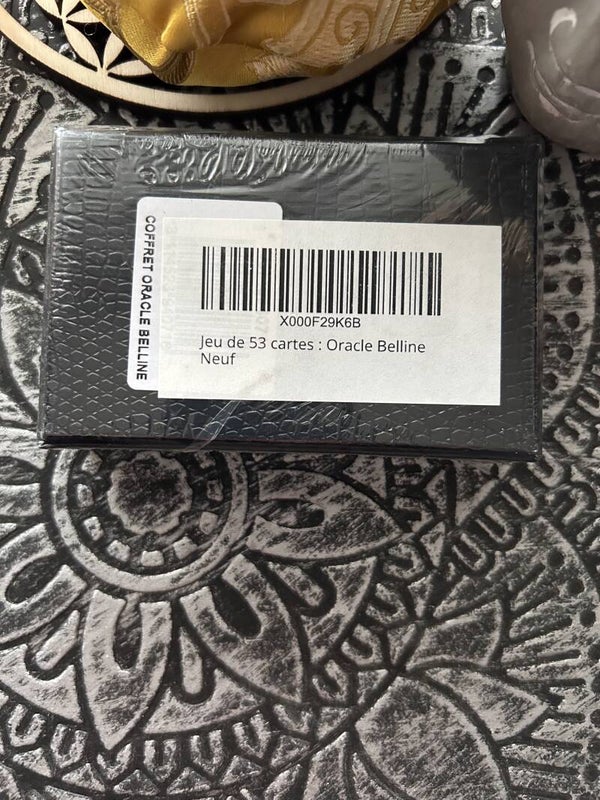 COFFRET ORACLE BELLINE
X000F29K6B
Jeu de 53 cartes : Oracle Belline
Neuf